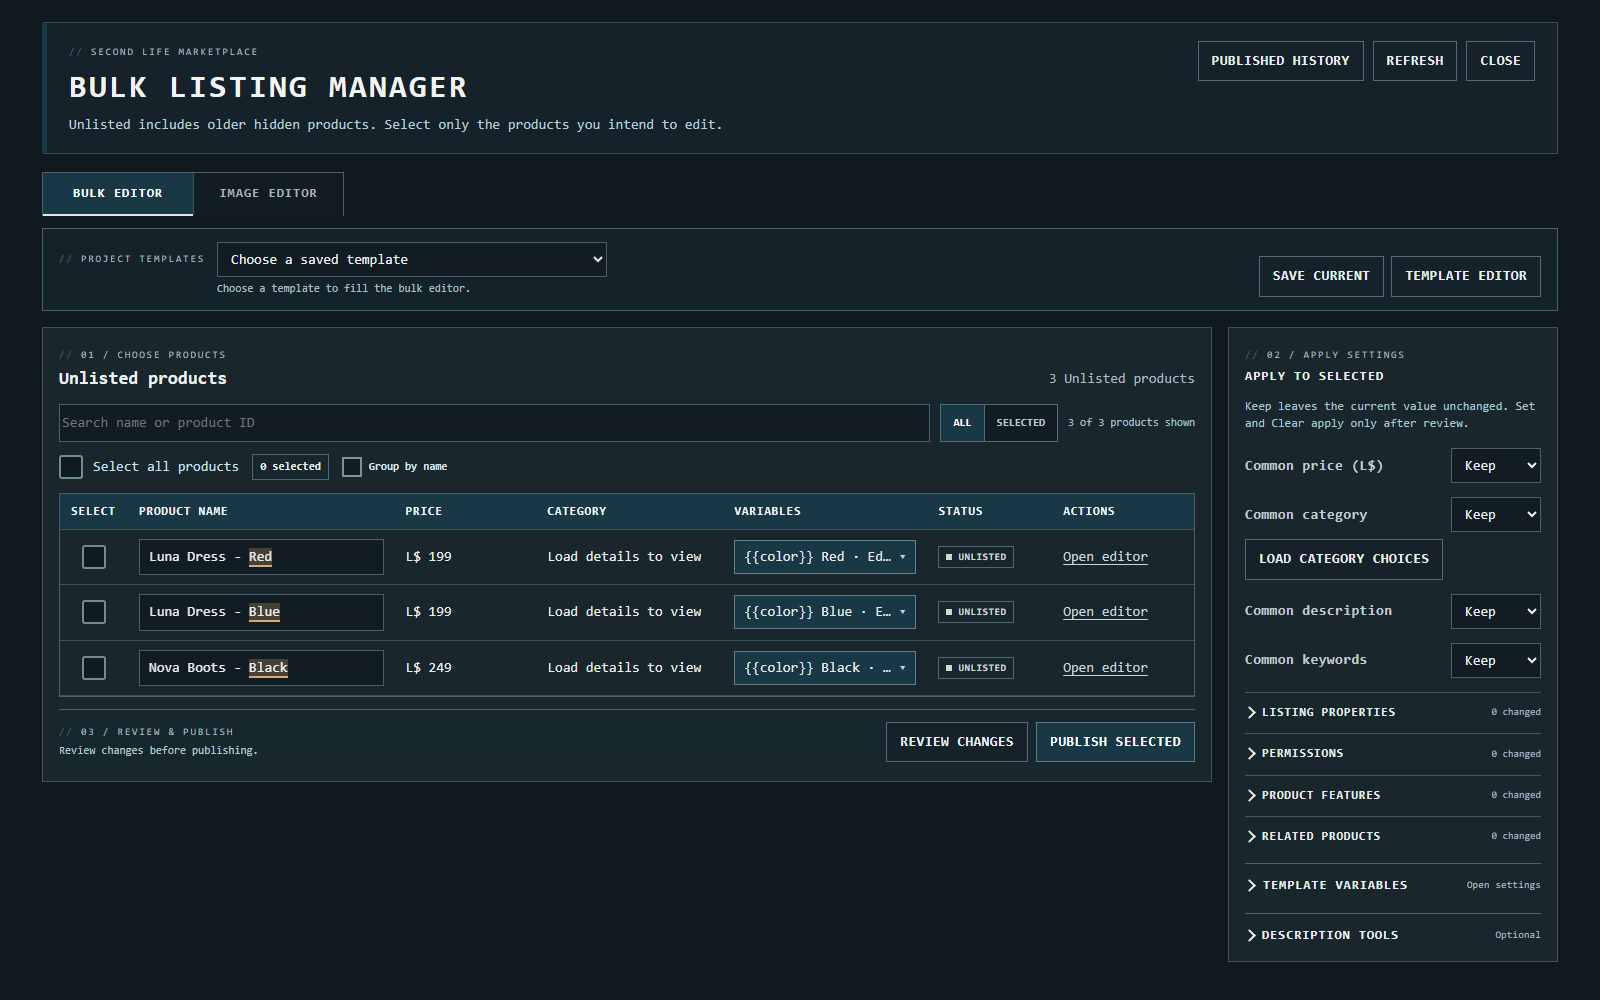 // SECOND LIFE MARKETPLACE
BULK LISTING MANAGER
Unlisted includes older hidden products. Select only the products you intend to edit.
PUBLISHED HISTORY
REFRESH
CLOSE
BULK EDITOR
IMAGE EDITOR
// PROJECT TEMPLATES
Choose a saved template
Choose a template to fill the bulk editor.
SAVE CURRENT
TEMPLATE EDITOR
// 01 / CHOOSE PRODUCTS
Unlisted products
3 Unlisted products
Search name or product ID
ALL
SELECTED
3 of 3 products shown
Select all products
0 selected
Group by name
SELECT PRODUCT NAME PRICE CATEGORY VARIABLES STATUS ACTIONS
Luna Dress - Red L$ 199 Load details to view {{color}} Red · Ed… UNLISTED Open editor
Luna Dress - Blue L$ 199 Load details to view {{color}} Blue · E… UNLISTED Open editor
Nova Boots - Black L$ 249 Load details to view {{color}} Black · … UNLISTED Open editor
// 03 / REVIEW & PUBLISH
Review changes before publishing.
REVIEW CHANGES
PUBLISH SELECTED
// 02 / APPLY SETTINGS
APPLY TO SELECTED
Keep leaves the current value unchanged. Set
and Clear apply only after review.
Common price (L$) Keep
Common category Keep
LOAD CATEGORY CHOICES
Common description Keep
Common keywords Keep
LISTING PROPERTIES 0 changed
PERMISSIONS 0 changed
PRODUCT FEATURES 0 changed
RELATED PRODUCTS 0 changed
TEMPLATE VARIABLES Open settings
DESCRIPTION TOOLS Optional